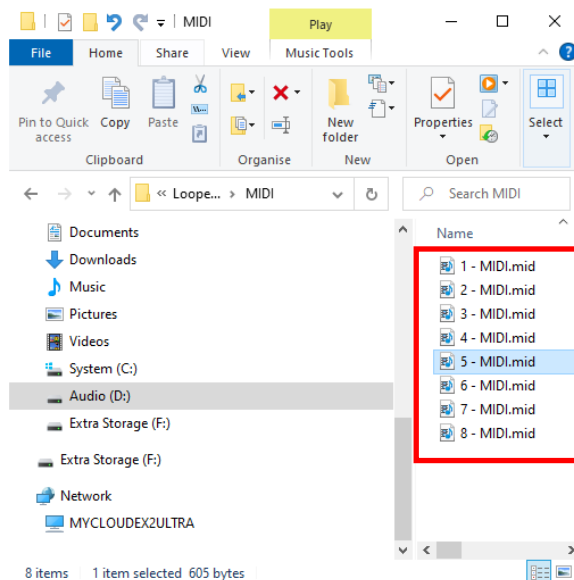 MIDI
Play
File
Home
Share
View
Music Tools
?
Pin to Quick access
Copy
Paste
New folder
Properties
Select
Clipboard
Organise
New
Open
« Loope... › MIDI
Search MIDI
Documents
Downloads
Music
Pictures
Videos
System (C:)
Audio (D:)
Extra Storage (F:)
Extra Storage (F:)
Network
MYCLOUDEX2ULTRA
Name
1 - MIDI.mid
2 - MIDI.mid
3 - MIDI.mid
4 - MIDI.mid
5 - MIDI.mid
6 - MIDI.mid
7 - MIDI.mid
8 - MIDI.mid
8 items
1 item selected 605 bytes